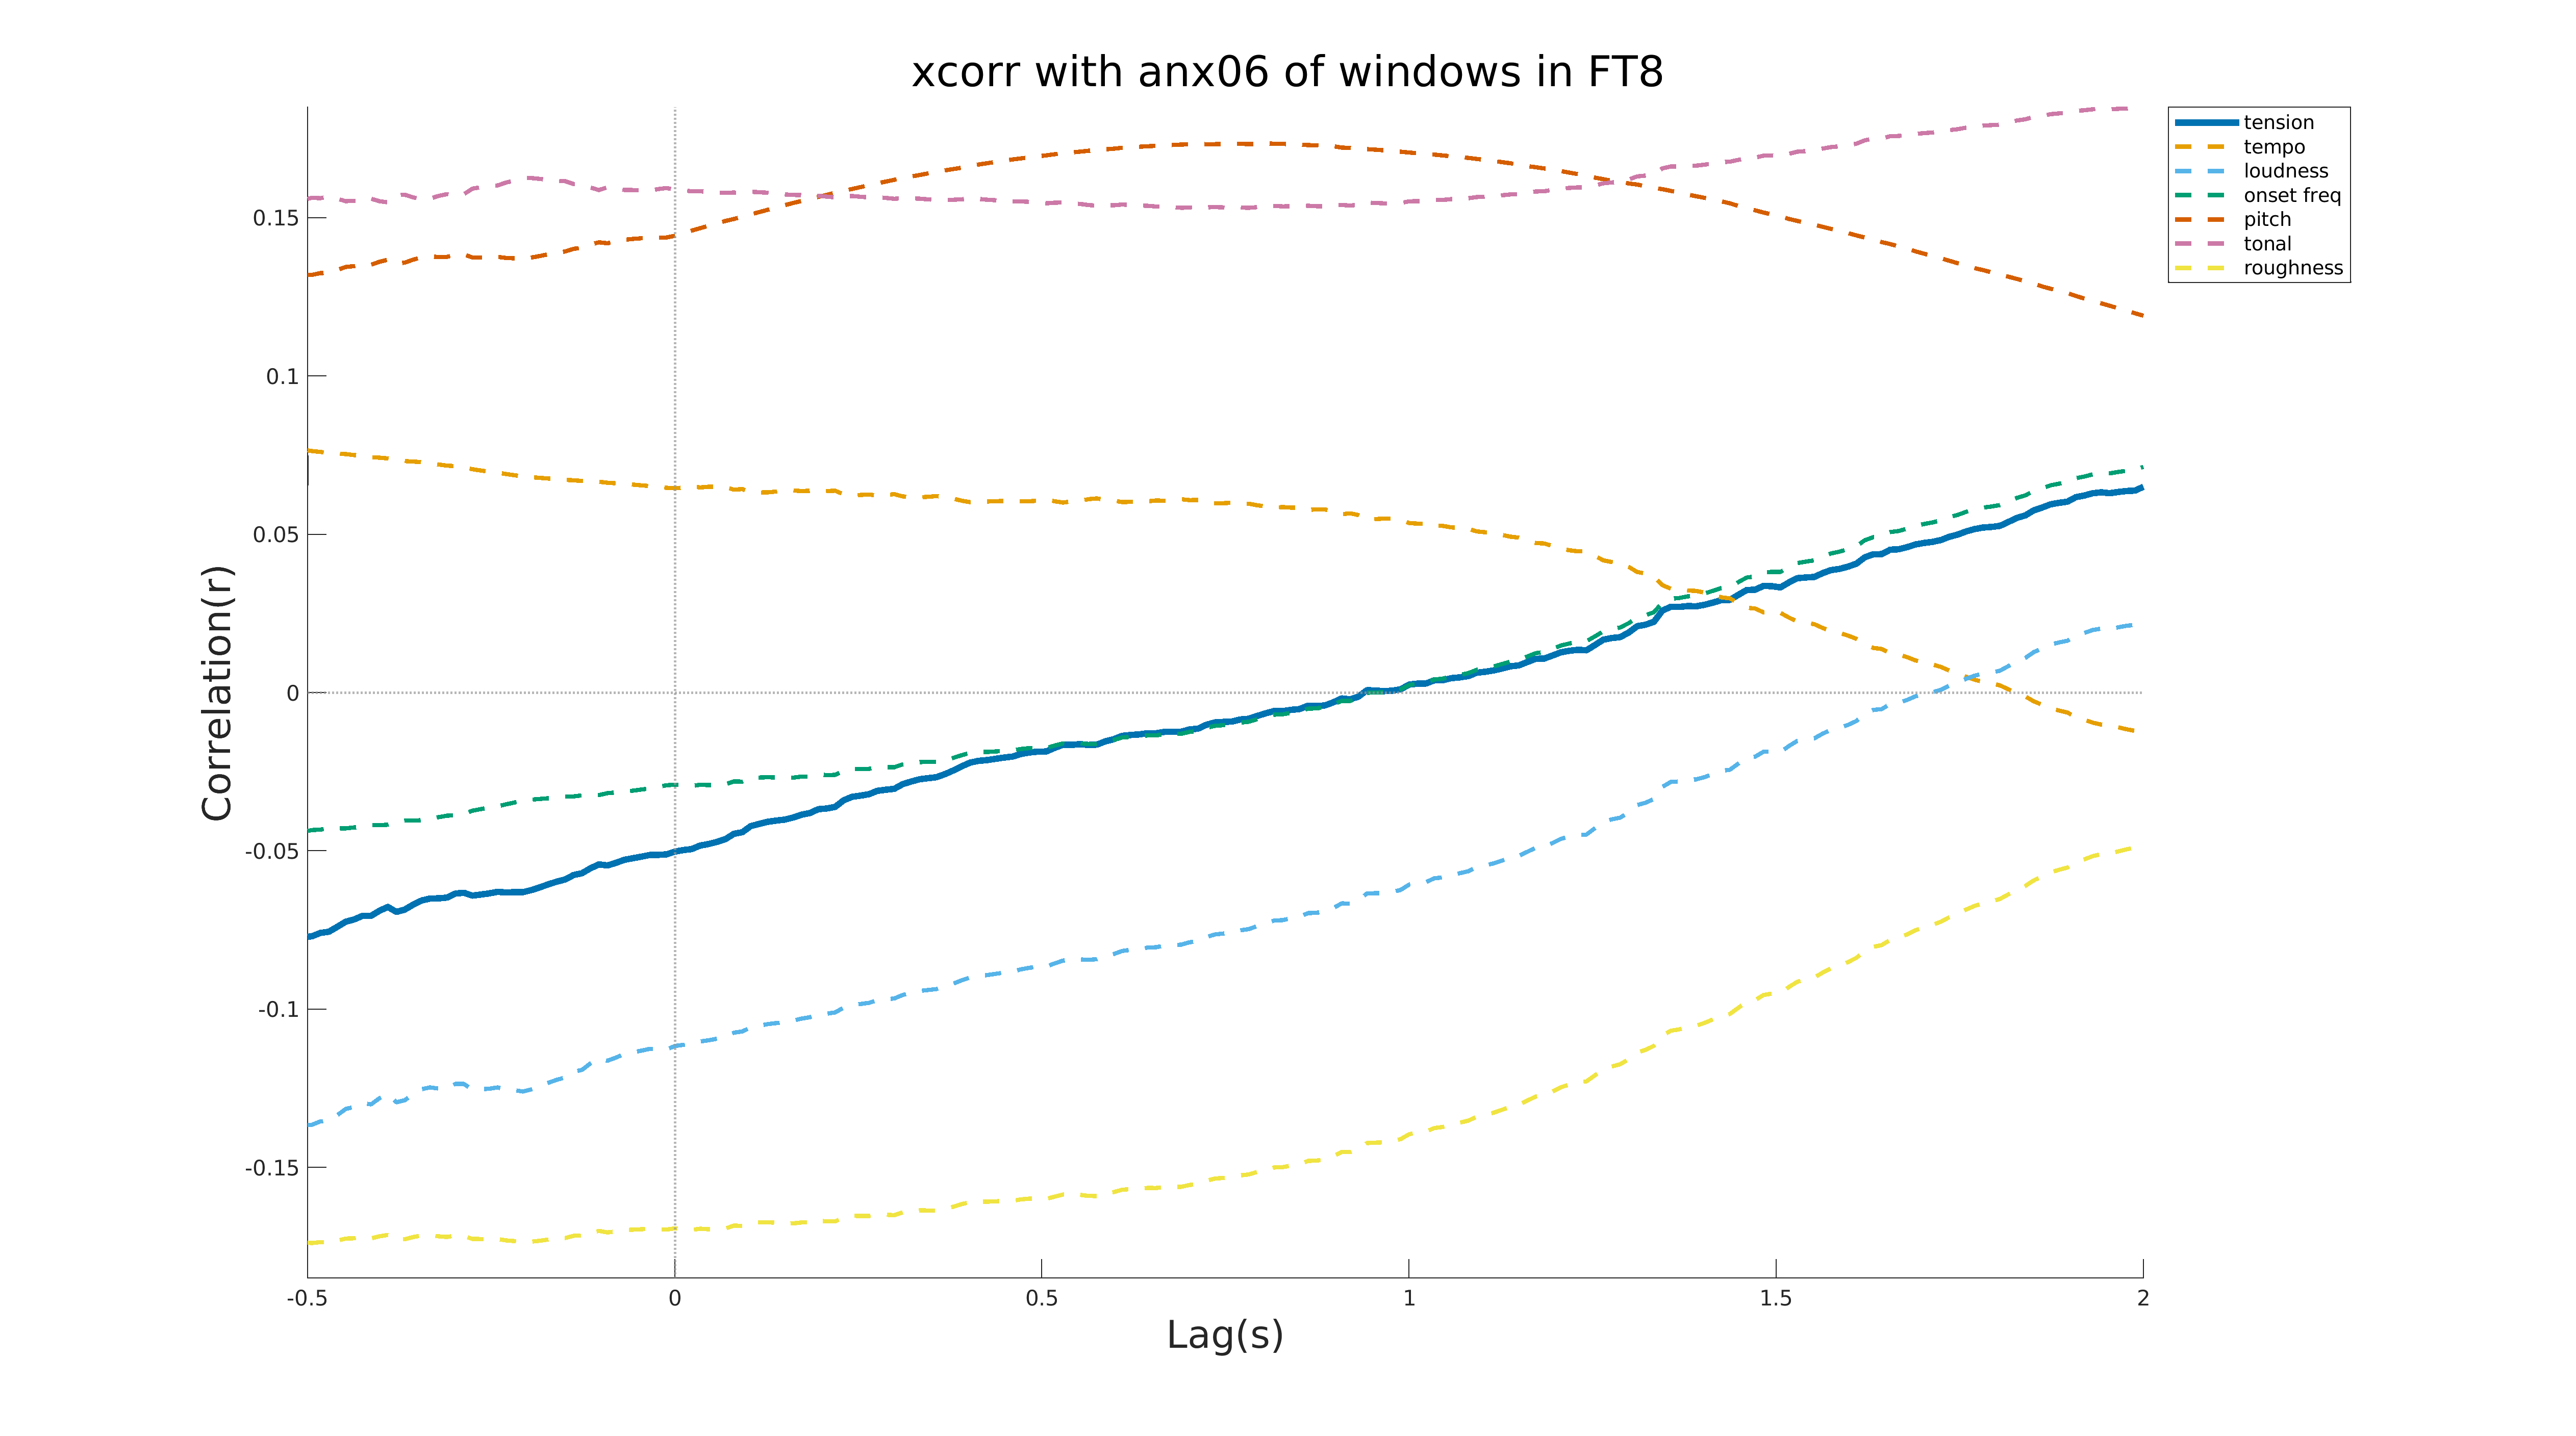 xcorr with anx06 of windows in FT8
tension
tempo
loudness
onset freq
pitch
tonal
roughness
0.15
0.1
0.05
0
-0.05
-0.1
-0.15
Correlation(r)
-0.5 0 0.5 1 1.5 2
Lag(s)